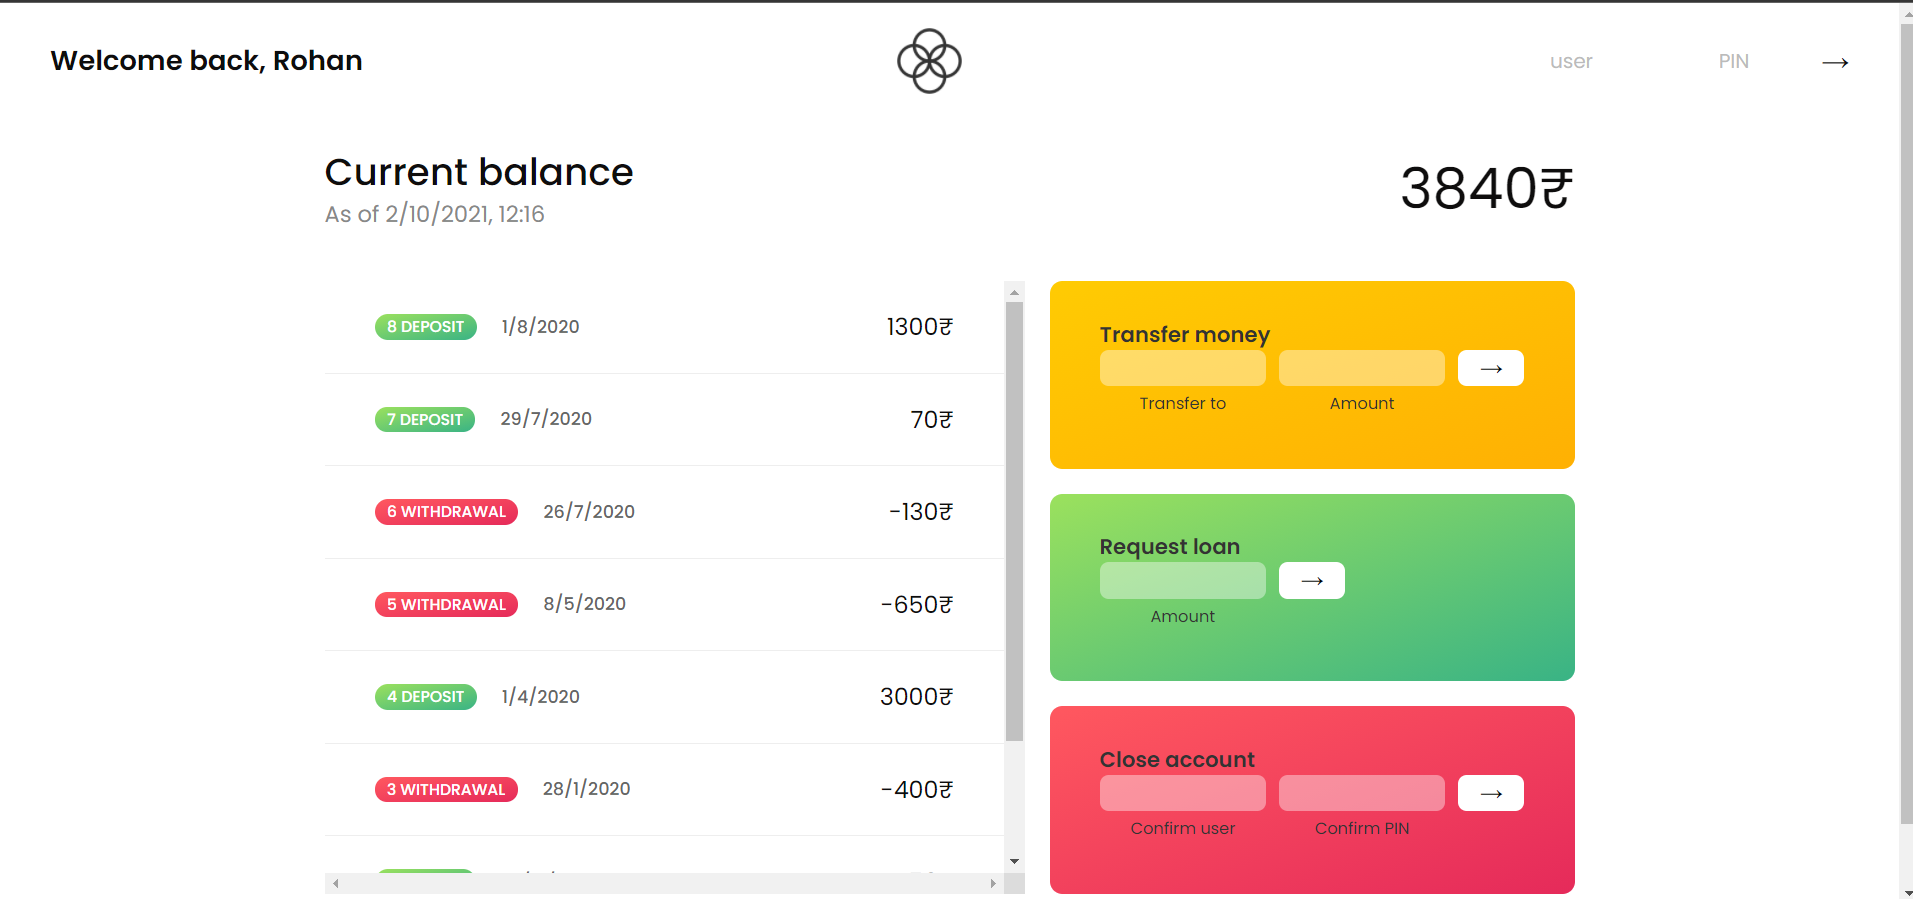 Welcome back, Rohan
user PIN →
Current balance
3840₹
As of 2/10/2021, 12:16
8 DEPOSIT 1/8/2020 1300₹
7 DEPOSIT 29/7/2020 70₹
6 WITHDRAWAL 26/7/2020 -130₹
5 WITHDRAWAL 8/5/2020 -650₹
4 DEPOSIT 1/4/2020 3000₹
3 WITHDRAWAL 28/1/2020 -400₹
Transfer money
→
Transfer to Amount
Request loan
→
Amount
Close account
→
Confirm user Confirm PIN